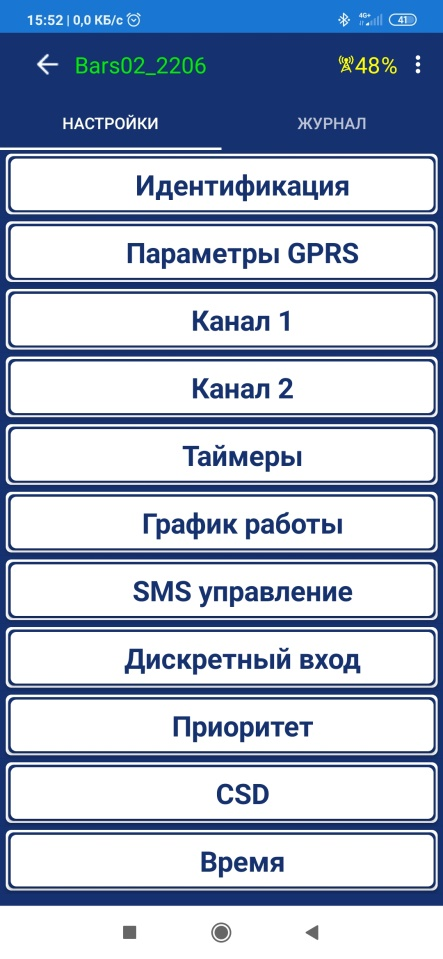 15:52 | 0,0 КБ/с
4G+
41
Bars02_2206
48%
НАСТРОЙКИ
ЖУРНАЛ
Идентификация
Параметры GPRS
Канал 1
Канал 2
Таймеры
График работы
SMS управление
Дискретный вход
Приоритет
CSD
Время